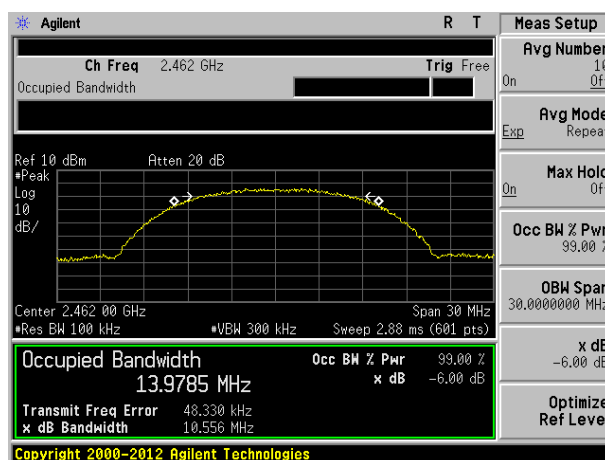 Agilent R T
Ch Freq 2.462 GHz Trig Free
Occupied Bandwidth
Ref 10 dBm Atten 20 dB
#Peak
Log
10
dB/
Center 2.462 00 GHz Span 30 MHz
#Res BW 100 kHz #VBW 300 kHz Sweep 2.88 ms (601 pts)
Occupied Bandwidth Occ BW % Pwr 99.00 %
13.9785 MHz x dB -6.00 dB
Transmit Freq Error 48.330 kHz
x dB Bandwidth 10.556 MHz
Copyright 2000-2012 Agilent Technologies
Meas Setup
Avg Number
10
On Off
Avg Mode
Exp Repeat
Max Hold
On Off
Occ BW % Pwr
99.00 %
OBW Span
30.0000000 MHz
x dB
-6.00 dB
Optimize
Ref Level